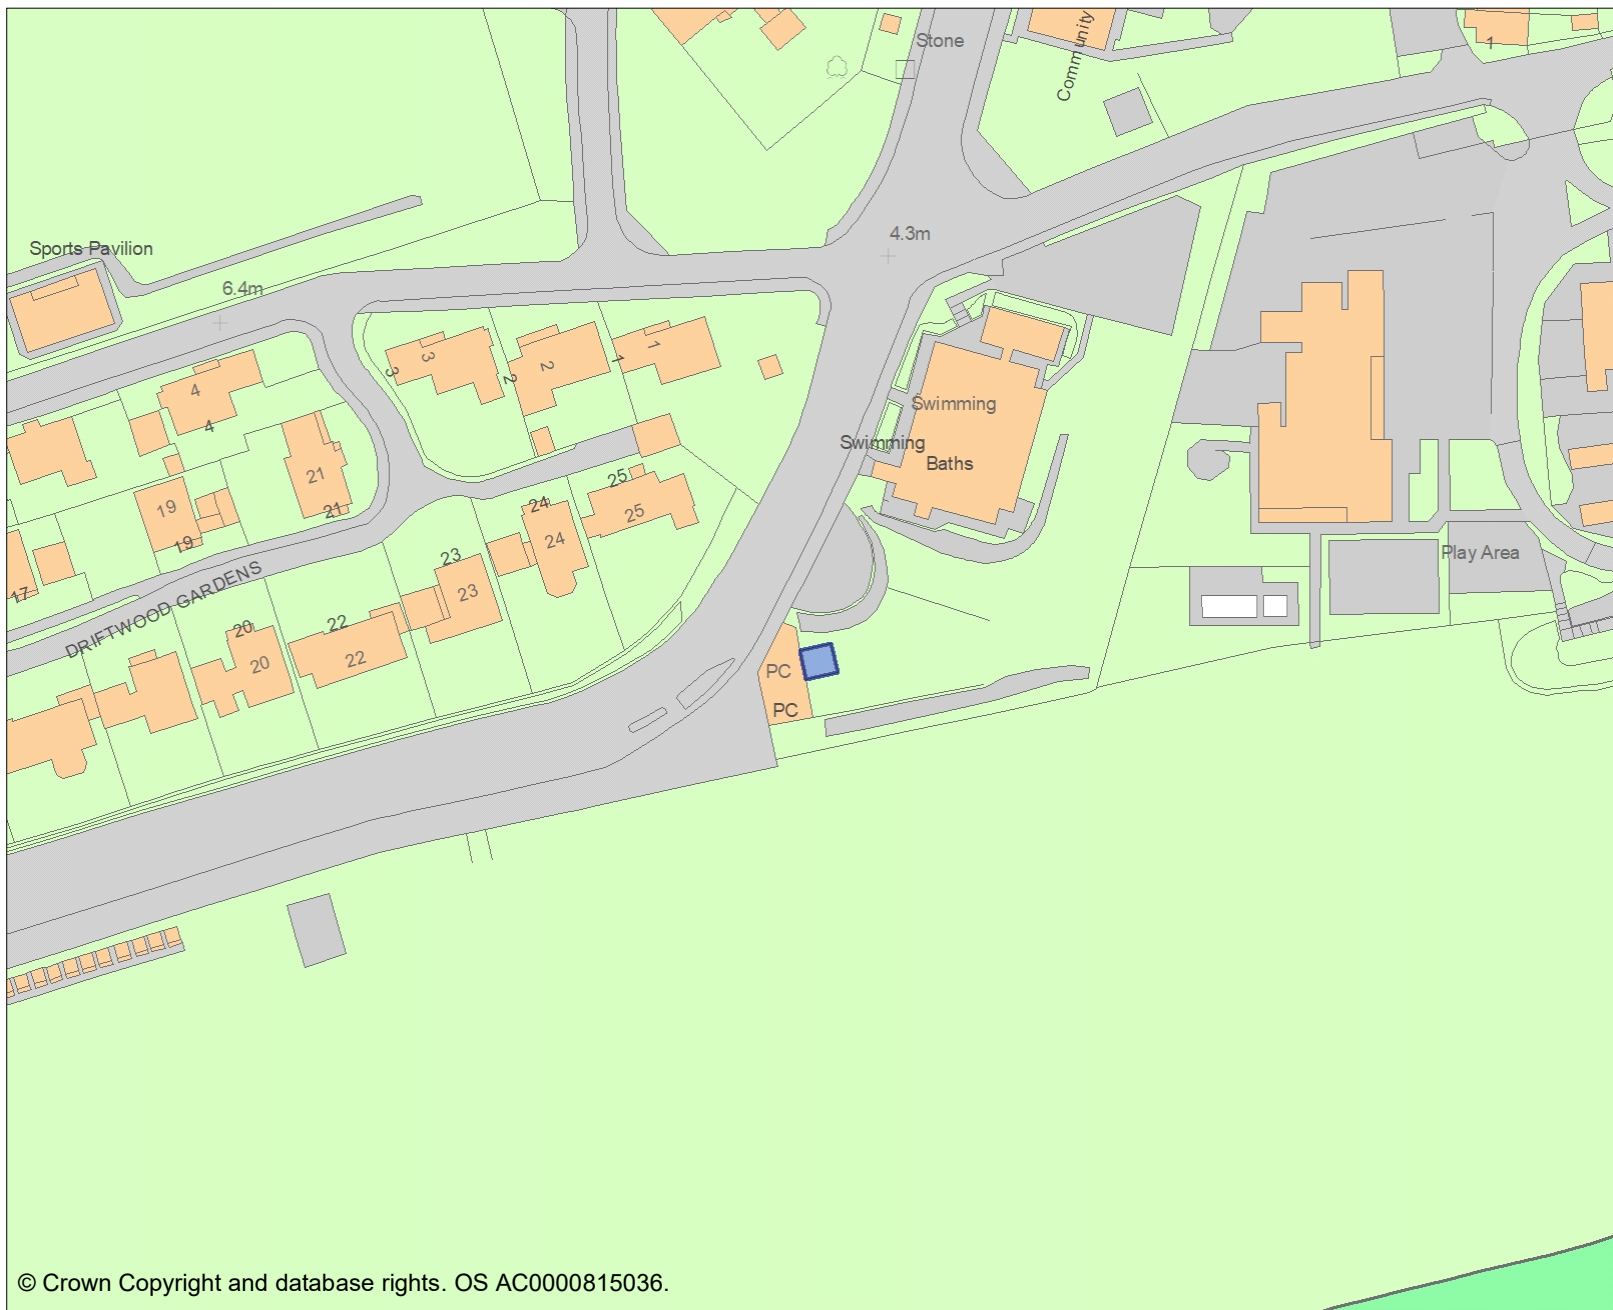 Stone
Community
1
4.3m
Sports Pavilion
6.4m
3
3
2
2
1
1
4
4
Swimming
Swimming
Baths
21
21
19
19
25
25
24
24
23
23
22
22
20
20
17
DRIFTWOOD GARDENS
Play Area
PC
PC
© Crown Copyright and database rights. OS AC0000815036.